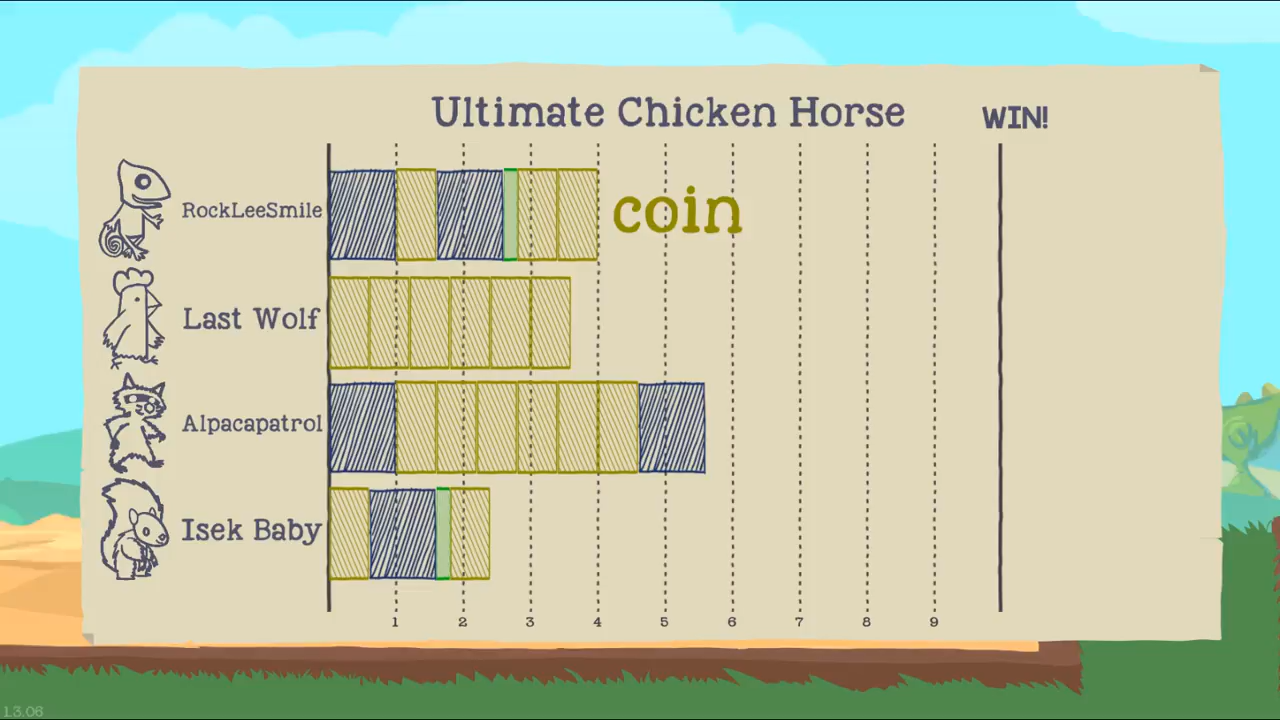 Ultimate Chicken Horse
WIN!
RockLeeSmile
coin
Last Wolf
Alpacapatrol
Isek Baby
1 2 3 4 5 6 7 8 9
1.3.06